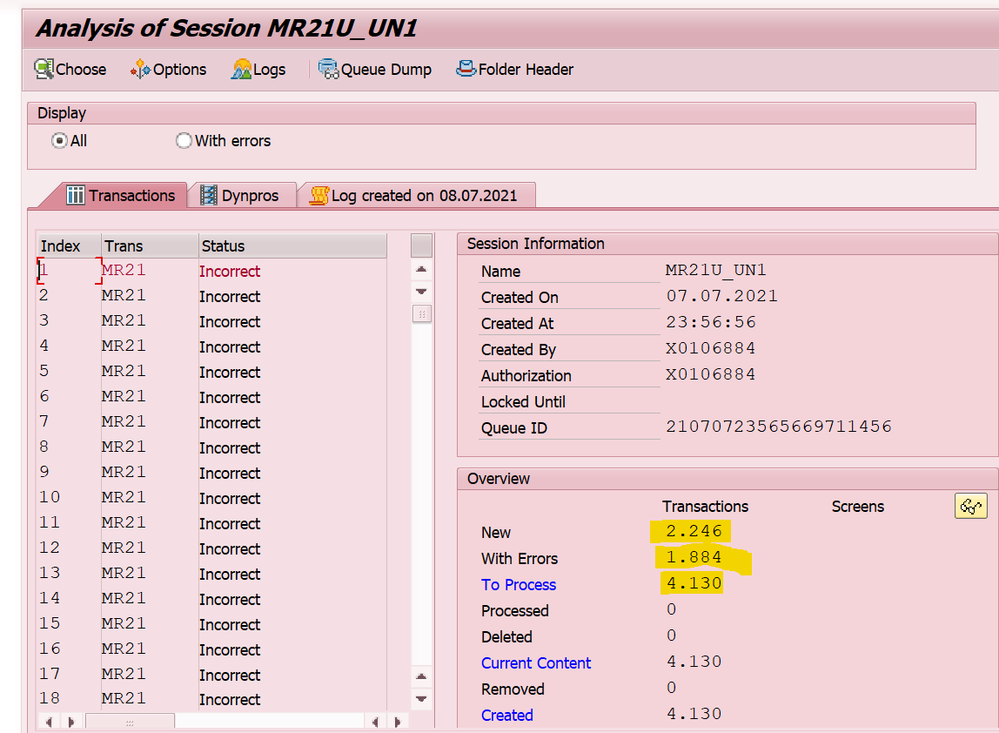 Analysis of Session MR21U_UN1
Choose Options Logs Queue Dump Folder Header
Display
All With errors
Transactions Dynpros Log created on 08.07.2021
Index Trans Status
1 MR21 Incorrect
2 MR21 Incorrect
3 MR21 Incorrect
4 MR21 Incorrect
5 MR21 Incorrect
6 MR21 Incorrect
7 MR21 Incorrect
8 MR21 Incorrect
9 MR21 Incorrect
10 MR21 Incorrect
11 MR21 Incorrect
12 MR21 Incorrect
13 MR21 Incorrect
14 MR21 Incorrect
15 MR21 Incorrect
16 MR21 Incorrect
17 MR21 Incorrect
18 MR21 Incorrect
Session Information
Name MR21U_UN1
Created On 07.07.2021
Created At 23:56:56
Created By X0106884
Authorization X0106884
Locked Until
Queue ID 21070723565669711456
Overview
Transactions Screens
New 2.246
With Errors 1.884
To Process 4.130
Processed 0
Deleted 0
Current Content 4.130
Removed 0
Created 4.130